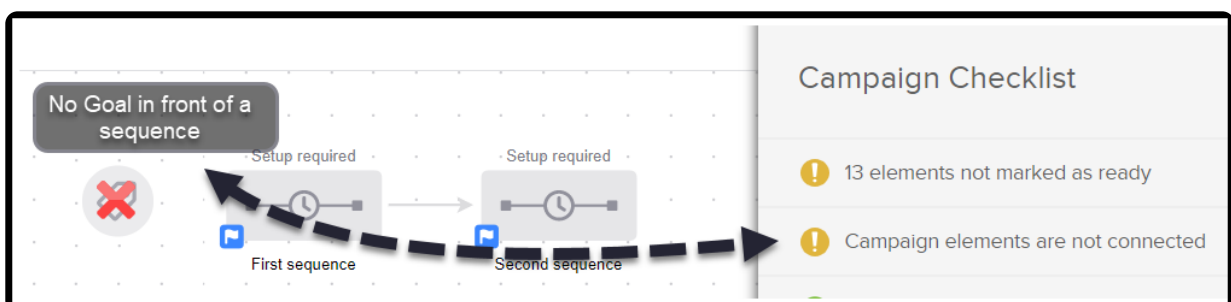 Campaign Checklist
No Goal in front of a
sequence
Setup required
Setup required
13 elements not marked as ready
Campaign elements are not connected
First sequence
Second sequence